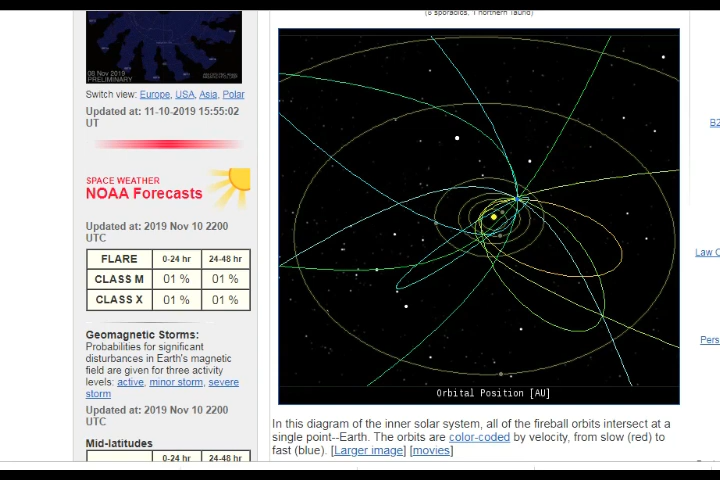 (8 sporadics, 1 northern Taurid)
08 Nov 2019
PRELIMINARY
Switch view: Europe, USA, Asia, Polar
Updated at: 11-10-2019 15:55:02
UT
SPACE WEATHER
NOAA Forecasts
Updated at: 2019 Nov 10 2200
UTC
FLARE 0-24 hr 24-48 hr
CLASS M 01 % 01 %
CLASS X 01 % 01 %
Geomagnetic Storms:
Probabilities for significant
disturbances in Earth's magnetic
field are given for three activity
levels: active, minor storm, severe
storm
Updated at: 2019 Nov 10 2200
UTC
Mid-latitudes
0-24 hr 24-48 hr
Orbital Position [AU]
In this diagram of the inner solar system, all of the fireball orbits intersect at a
single point--Earth. The orbits are color-coded by velocity, from slow (red) to
fast (blue). [Larger image] [movies]
B2
Law C
Pers